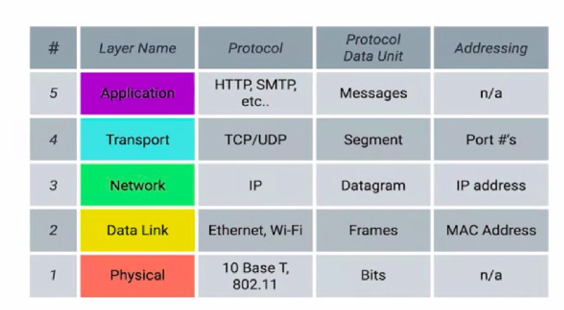 # Layer Name Protocol Protocol Data Unit Addressing
5 Application HTTP, SMTP, etc.. Messages n/a
4 Transport TCP/UDP Segment Port #'s
3 Network IP Datagram IP address
2 Data Link Ethernet, Wi-Fi Frames MAC Address
1 Physical 10 Base T, 802.11 Bits n/a